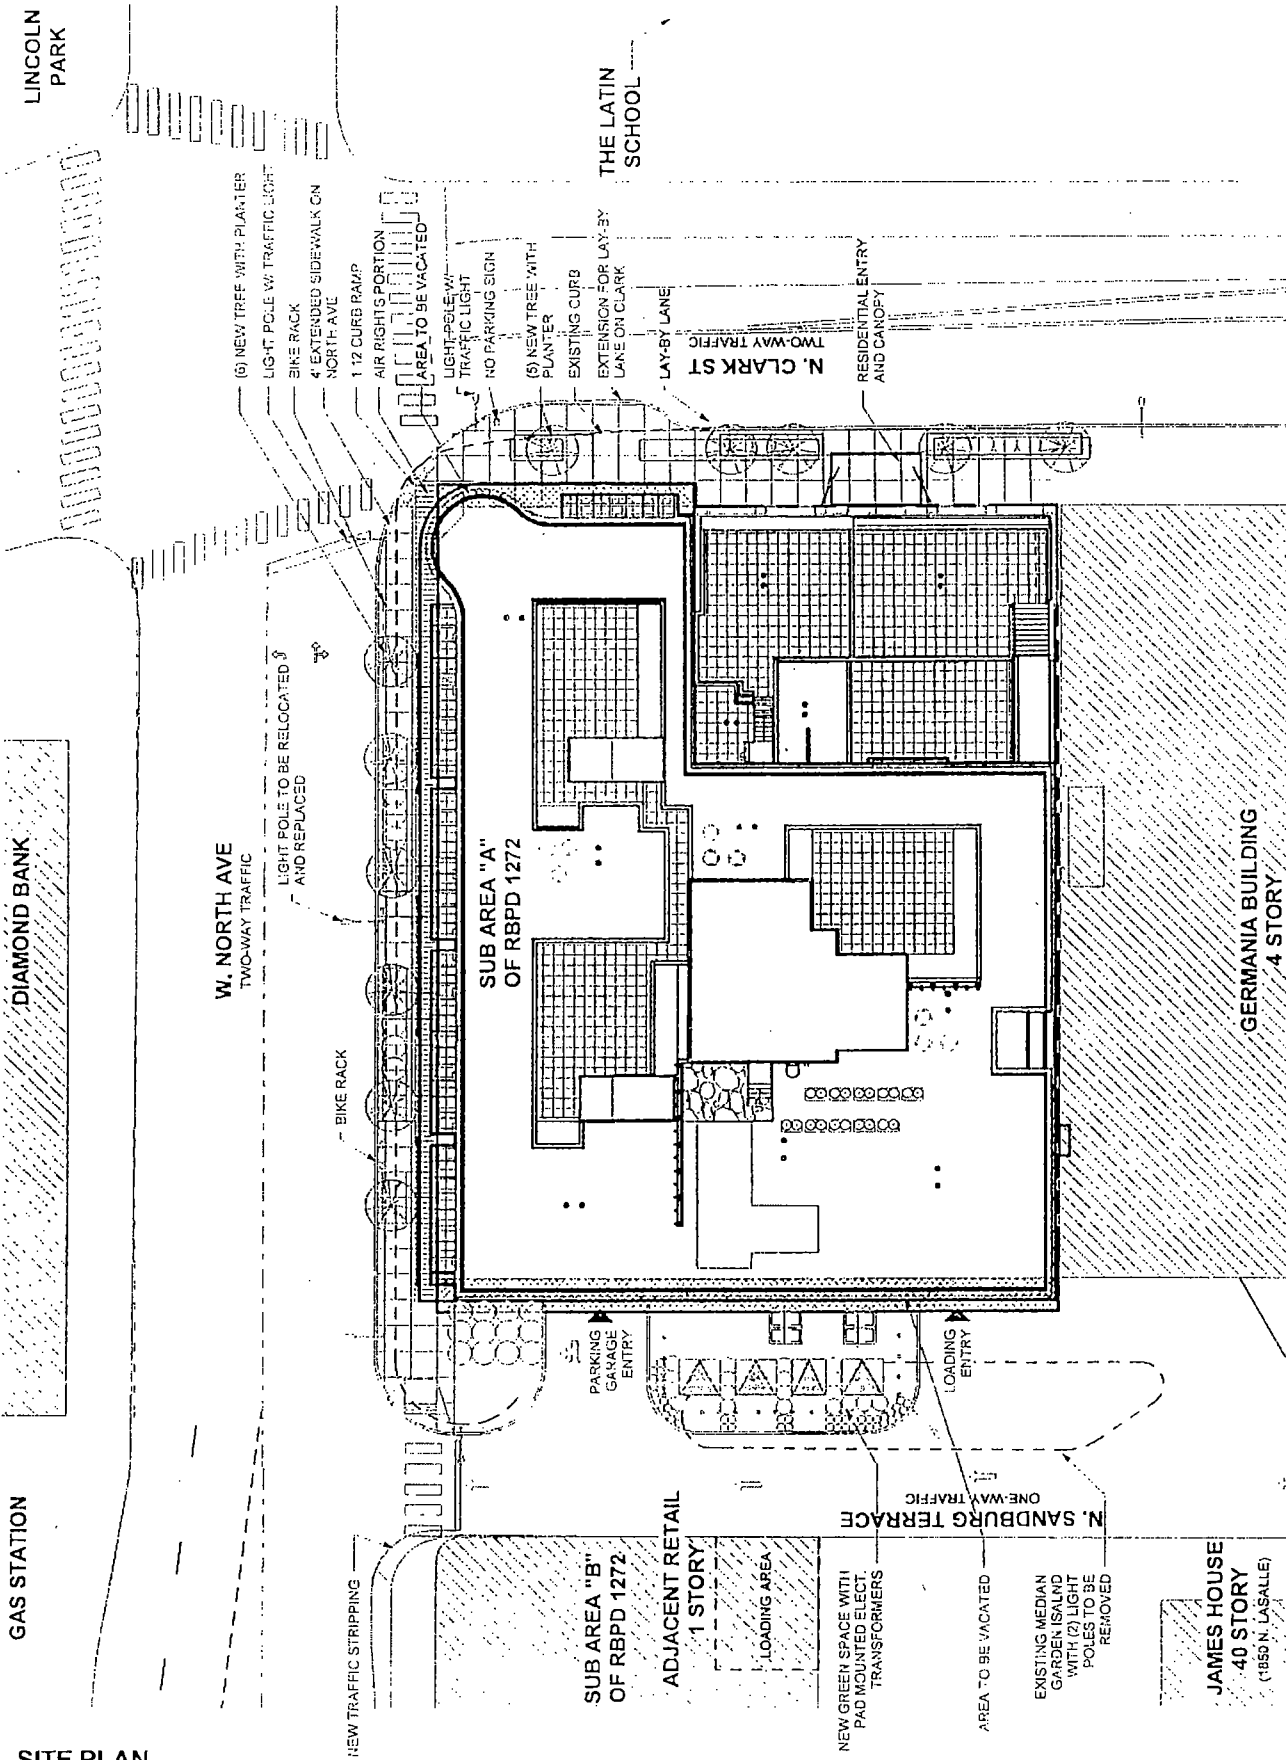 LINCOLN
PARK
THE LATIN
SCHOOL
(6) NEW TREE WITH PLANTER
LIGHT POLE W/ TRAFFIC LIGHT
BIKE RACK
4' EXTENDED SIDEWALK ON
NORTH AVE
1:12 CURB RAMP
AIR RIGHTS PORTION
AREA TO BE VACATED
LIGHT POLE W/
TRAFFIC LIGHT
NO PARKING SIGN
(5) NEW TREE WITH
PLANTER
EXISTING CURB
EXTENSION FOR LAY-BY
LANE ON CLARK
LAY-BY LANE
N. CLARK ST
TWO-WAY TRAFFIC
RESIDENTIAL ENTRY
AND CANOPY
DIAMOND BANK
W. NORTH AVE
TWO-WAY TRAFFIC
LIGHT POLE TO BE RELOCATED
AND REPLACED
BIKE RACK
SUB AREA "A"
OF RBPD 1272
GERMANIA BUILDING
4 STORY
PARKING
GARAGE
ENTRY
LOADING
ENTRY
GAS STATION
NEW TRAFFIC STRIPPING
SUB AREA "B"
OF RBPD 1272
ADJACENT RETAIL
1 STORY
LOADING AREA
NEW GREEN SPACE WITH
PAD MOUNTED ELECT.
TRANSFORMERS
N. SANDBURG TERRACE
ONE-WAY TRAFFIC
AREA TO BE VACATED
EXISTING MEDIAN
GARDEN ISALND
WITH (2) LIGHT
POLES TO BE
REMOVED
JAMES HOUSE
40 STORY
(1850 N. LASALLE)
SITE PLAN